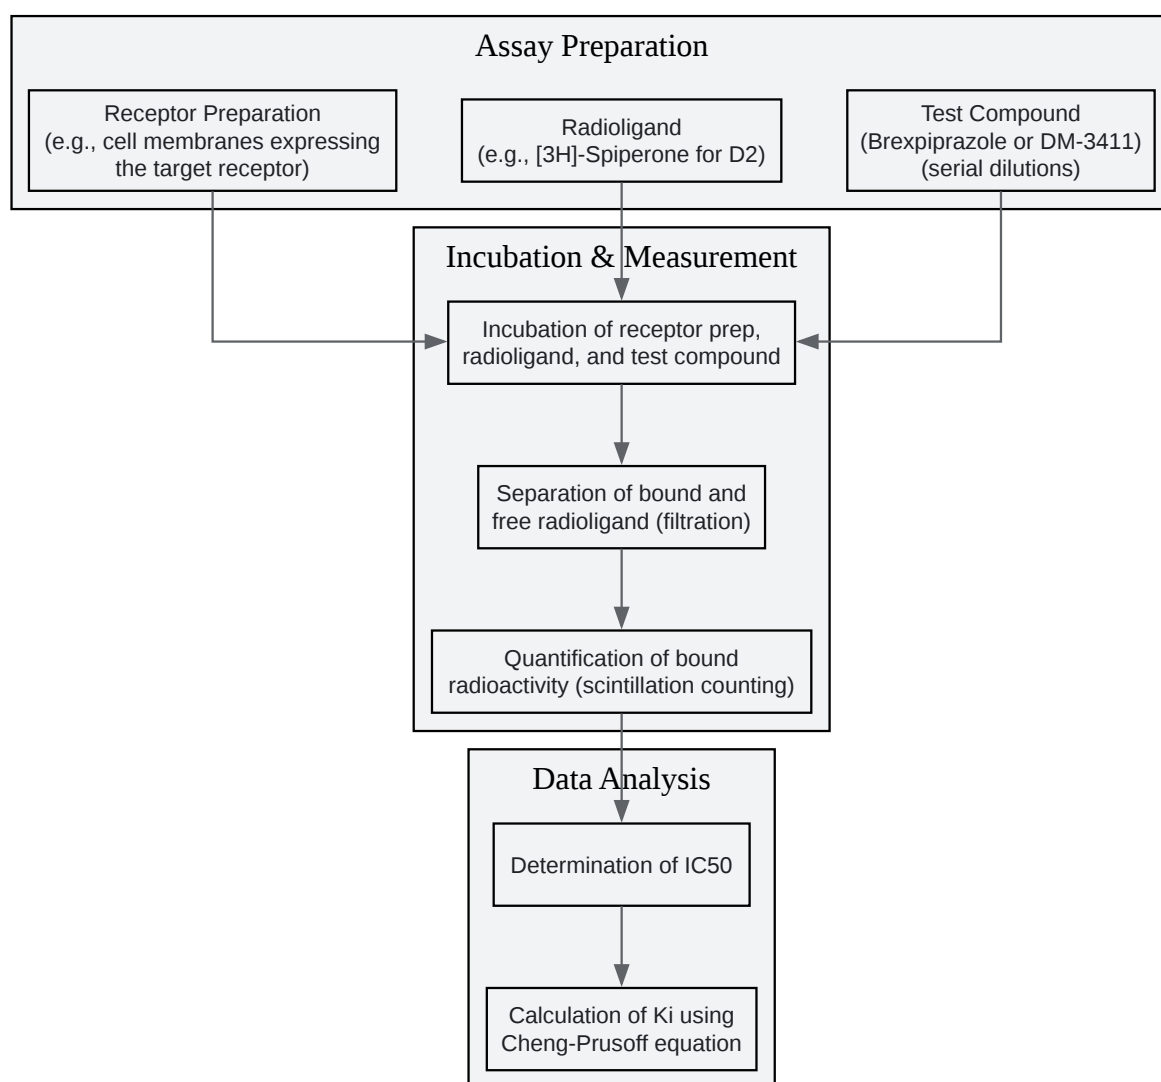 Assay Preparation
Receptor Preparation
(e.g., cell membranes expressing
the target receptor)
Radioligand
(e.g., [3H]-Spiperone for D2)
Test Compound
(Brexpiprazole or DM-3411)
(serial dilutions)
Incubation & Measurement
Incubation of receptor prep,
radioligand, and test compound
Separation of bound and
free radioligand (filtration)
Quantification of bound
radioactivity (scintillation counting)
Data Analysis
Determination of IC50
Calculation of Ki using
Cheng-Prusoff equation